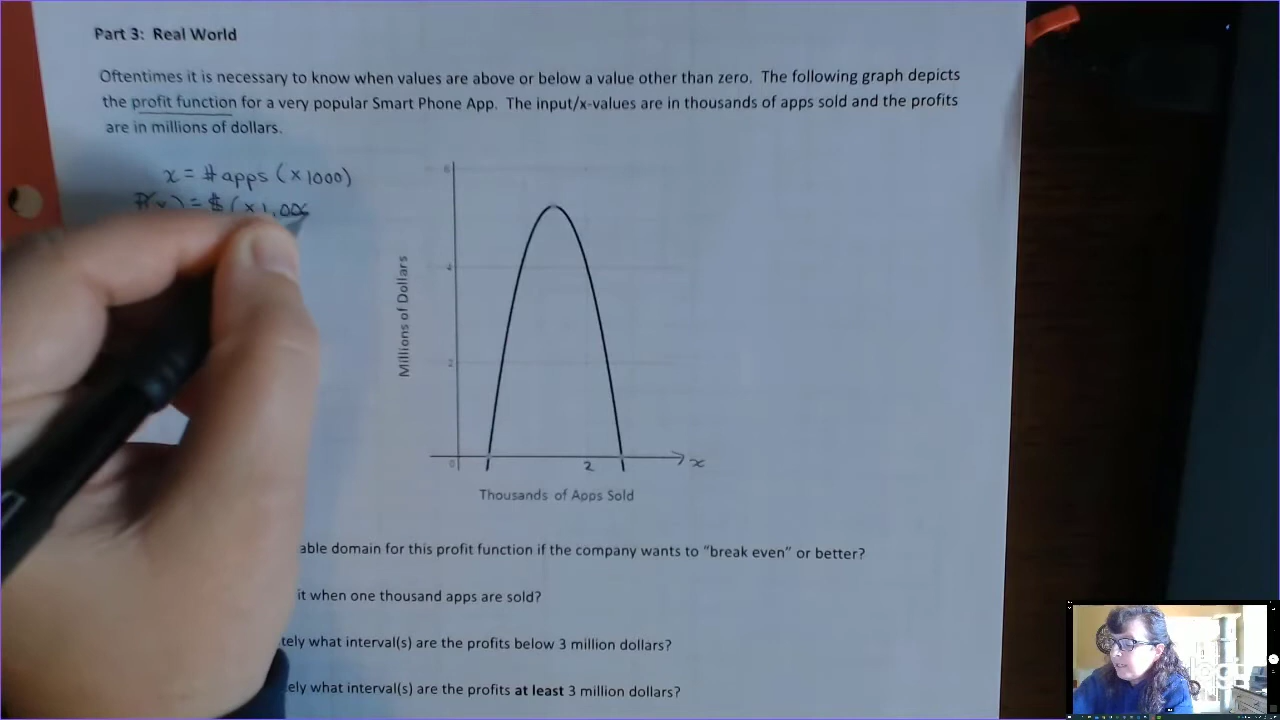 Part 3: Real World
Oftentimes it is necessary to know when values are above or below a value other than zero. The following graph depicts
the profit function for a very popular Smart Phone App. The input/x-values are in thousands of apps sold and the profits
are in millions of dollars.
x = # apps (x 1000)
P(x) = $ (x 1,00
Millions of Dollars
6
4
2
0
2
x
Thousands of Apps Sold
able domain for this profit function if the company wants to “break even” or better?
it when one thousand apps are sold?
tely what interval(s) are the profits below 3 million dollars?
ely what interval(s) are the profits at least 3 million dollars?